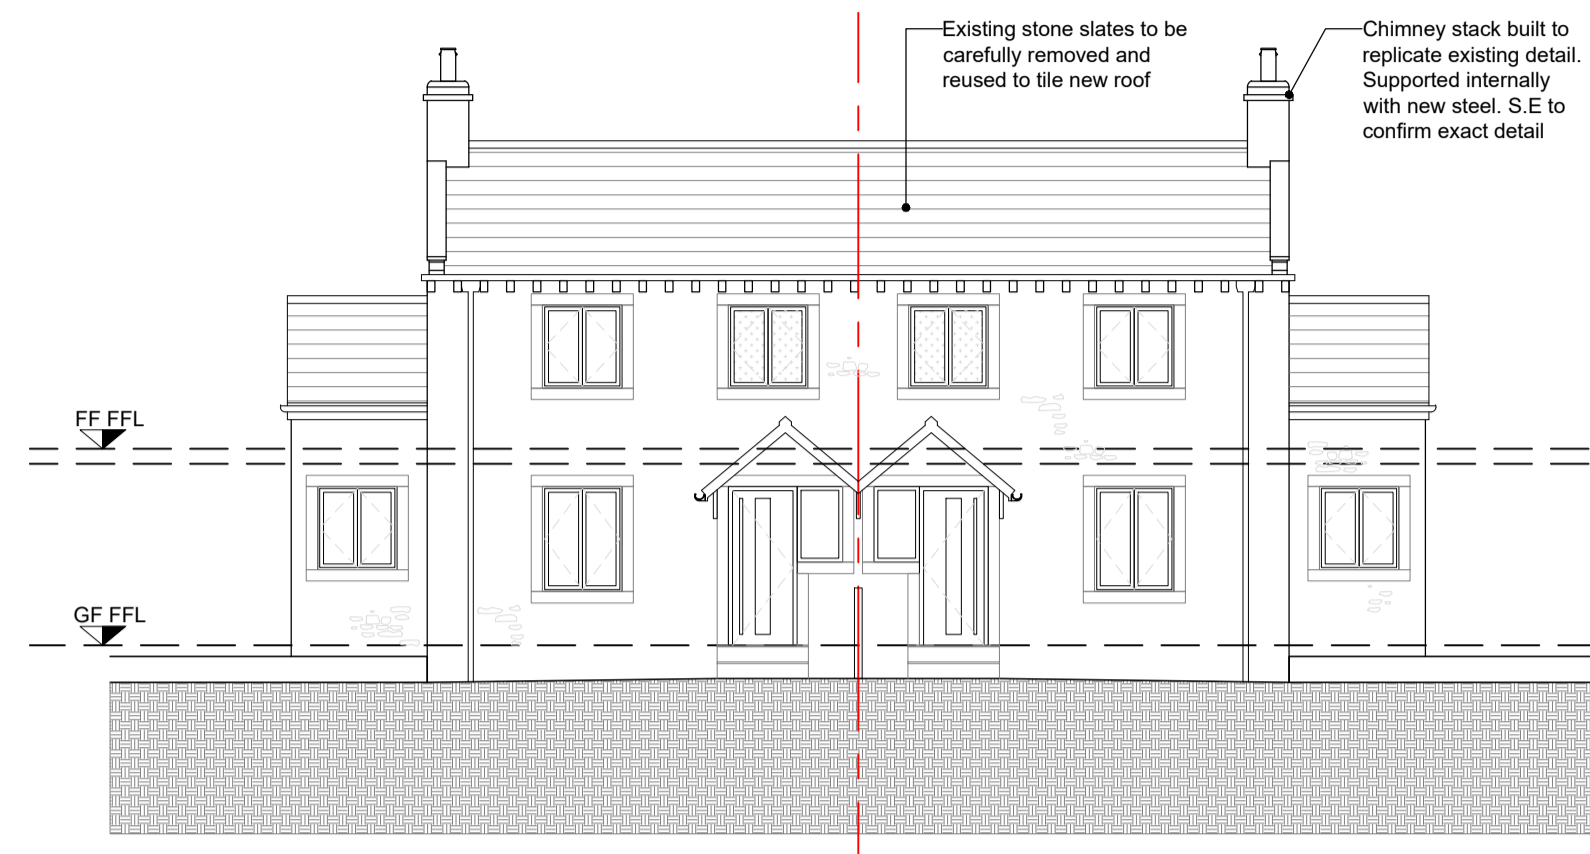 Existing stone slates to be
carefully removed and
reused to tile new roof
Chimney stack built to
replicate existing detail.
Supported internally
with new steel. S.E to
confirm exact detail
FF FFL
GF FFL